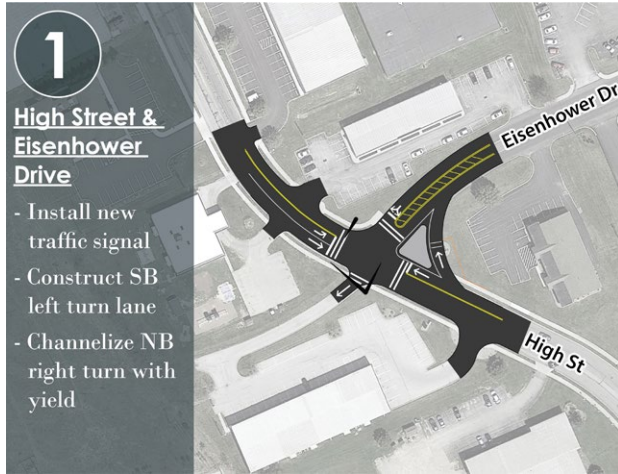 1
High Street &
Eisenhower
Drive
- Install new
traffic signal
- Construct SB
left turn lane
- Channelize NB
right turn with
yield
Eisenhower Dr
High St